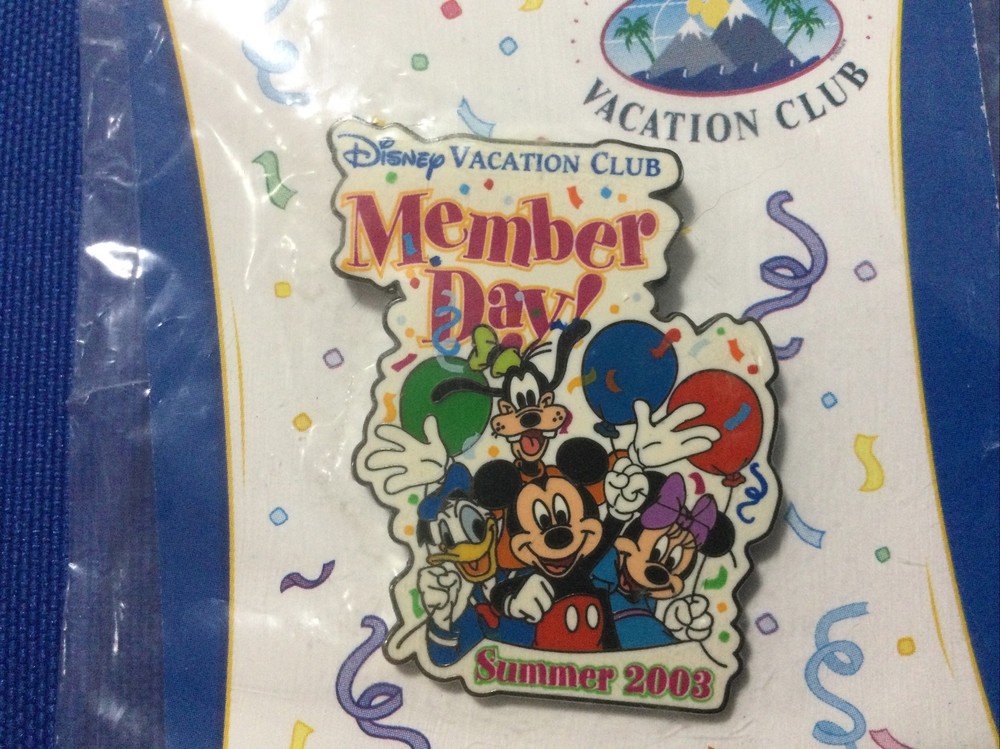 VACATION CLUB
DISNEY VACATION CLUB
Member
Day!
Summer 2003